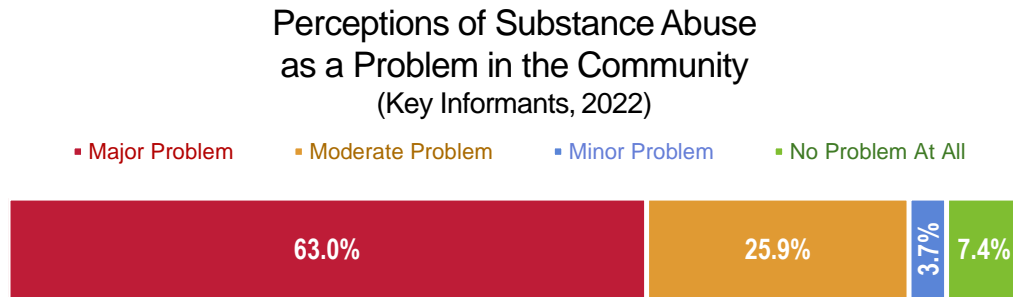 Perceptions of Substance Abuse
as a Problem in the Community
(Key Informants, 2022)
Major Problem Moderate Problem Minor Problem No Problem At All
63.0% 25.9% 3.7% 7.4%